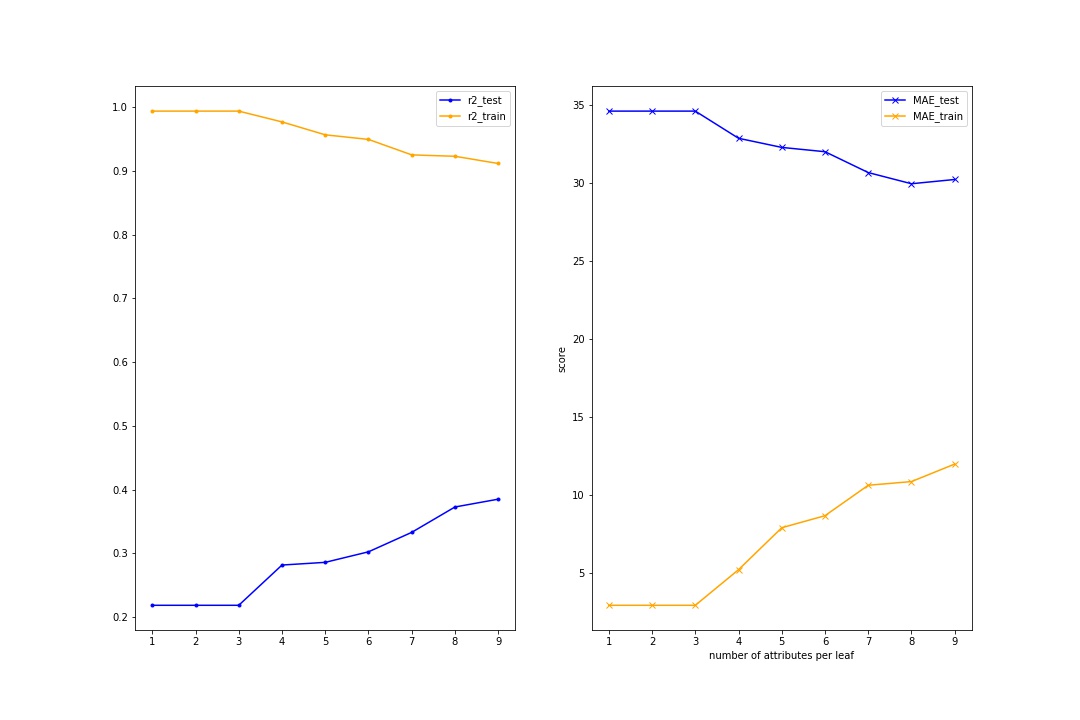 1.0
0.9
0.8
0.7
0.6
0.5
0.4
0.3
0.2
1 2 3 4 5 6 7 8 9
r2_test
r2_train
score
35
30
25
20
15
10
5
1 2 3 4 5 6 7 8 9
number of attributes per leaf
MAE_test
MAE_train